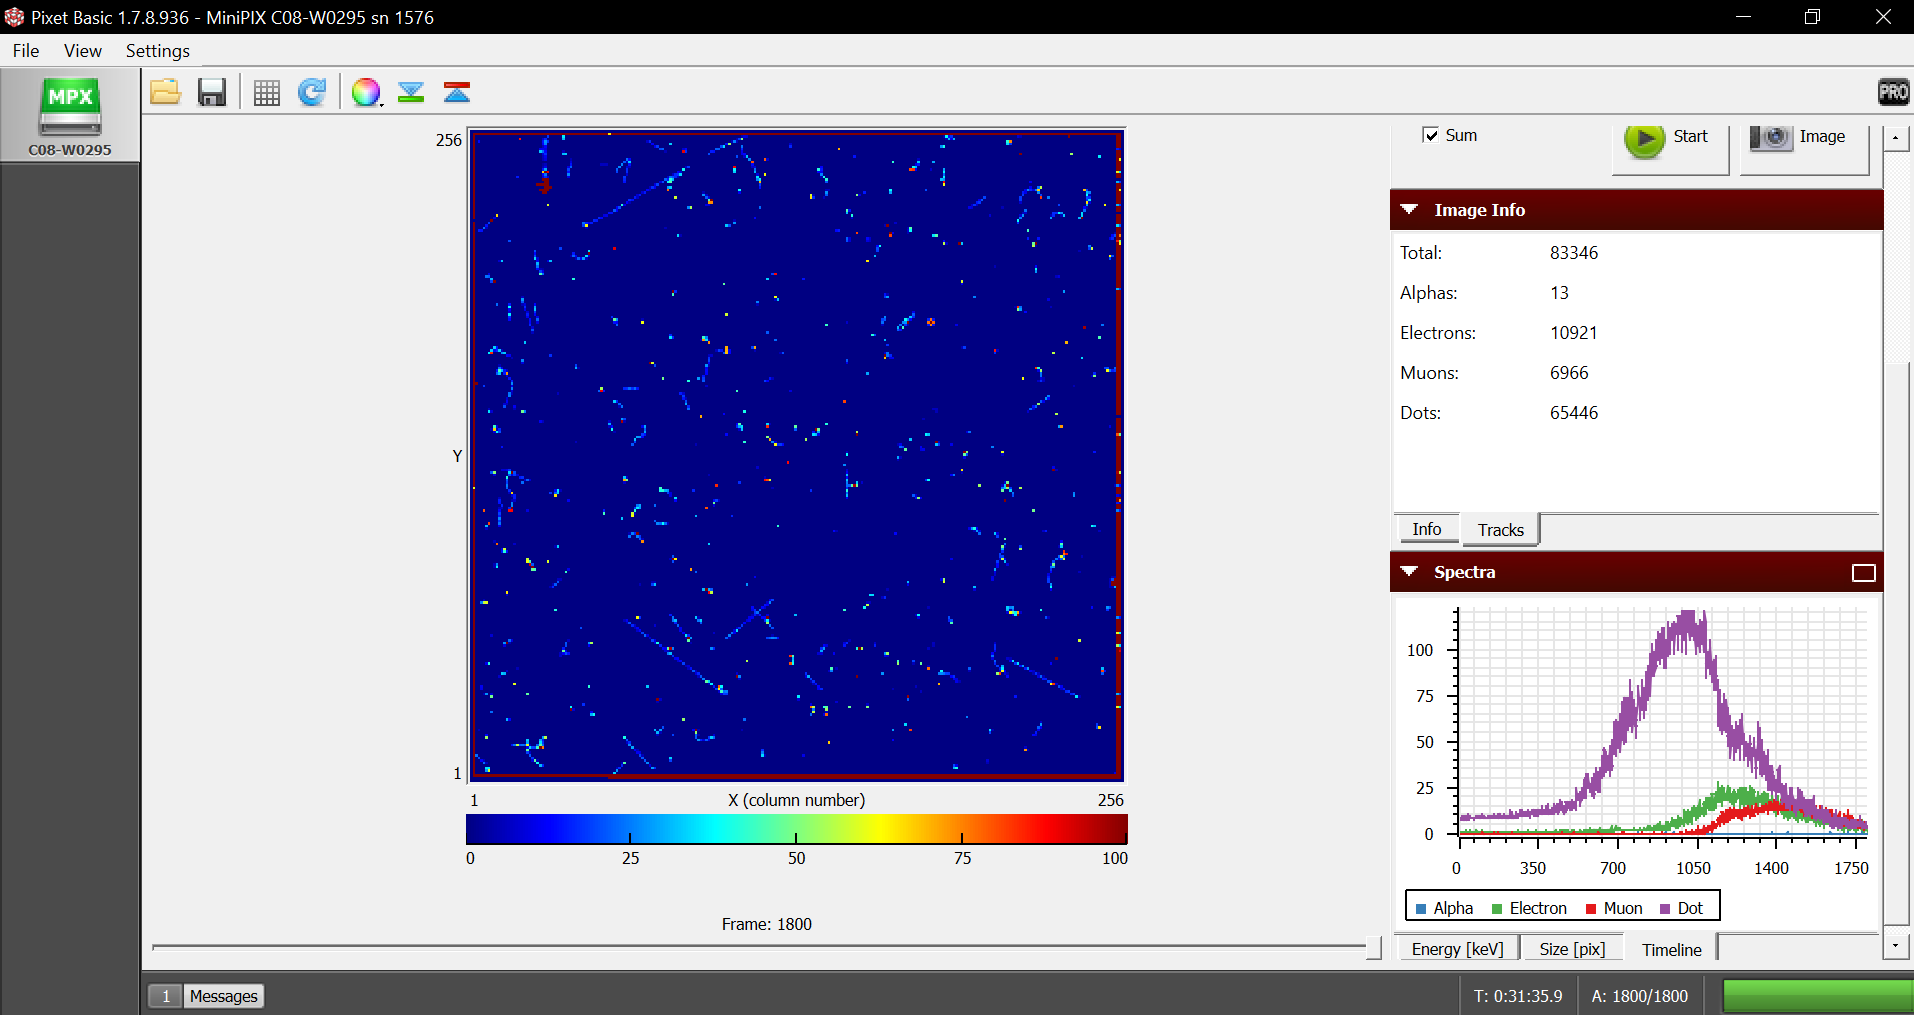 Pixet Basic 1.7.8.936 - MiniPIX C08-W0295 sn 1576
File View Settings
MPX
C08-W0295
PRO
Sum
Start
Image
Image Info
Total: 83346
Alphas: 13
Electrons: 10921
Muons: 6966
Dots: 65446
Info
Tracks
Spectra
100
75
50
25
0
0 350 700 1050 1400 1750
Alpha Electron Muon Dot
Energy [keV]
Size [pix]
Timeline
256
Y
1
1 X (column number) 256
0 25 50 75 100
Frame: 1800
1 Messages
T: 0:31:35.9
A: 1800/1800